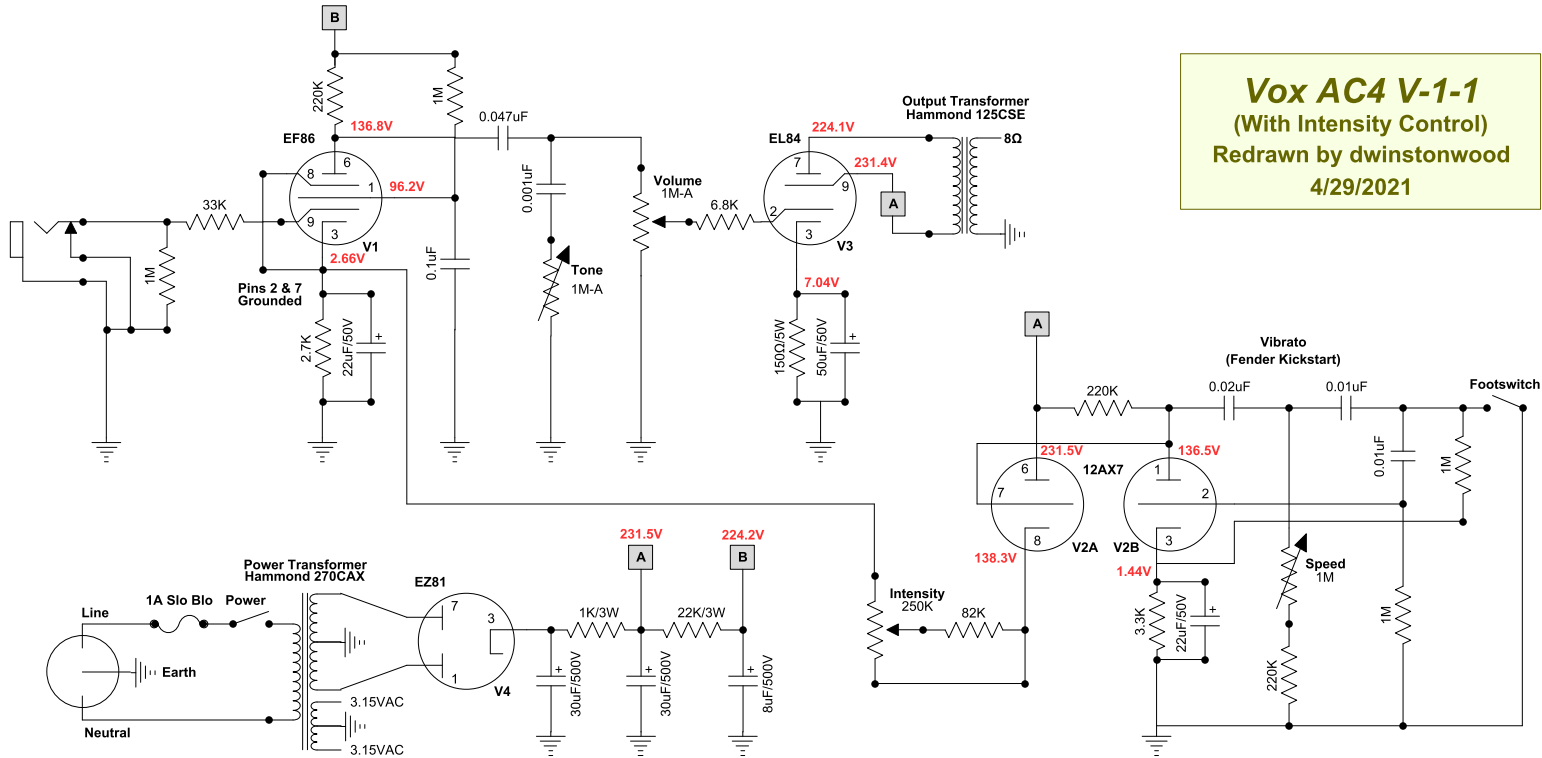 B
Vox AC4 V-1-1
(With Intensity Control)
Redrawn by dwinstonwood
4/29/2021
220K
1M
136.8V
0.047uF
EF86
6
8
1
96.2V
9
3
V1
2.66V
33K
1M
Pins 2 & 7
Grounded
2.7K
22uF/50V
+
0.1uF
0.001uF
Tone
1M-A
Volume
1M-A
6.8K
Output Transformer
Hammond 125CSE
224.1V
8Ω
EL84
7
231.4V
9
A
2
3
V3
7.04V
150Ω/5W
50uF/50V
+
A
Vibrato
(Fender Kickstart)
220K
0.02uF
0.01uF
Footswitch
231.5V
136.5V
0.01uF
1M
6
12AX7
1
7
2
8
3
V2A
V2B
138.3V
1.44V
3.3K
22uF/50V
+
Speed
1M
220K
1M
Intensity
250K
82K
Power Transformer
Hammond 270CAX
1A Slo Blo
Power
Line
Earth
Neutral
3.15VAC
3.15VAC
EZ81
7
3
1
V4
231.5V
A
224.2V
B
1K/3W
22K/3W
+
30uF/500V
+
30uF/500V
+
8uF/500V